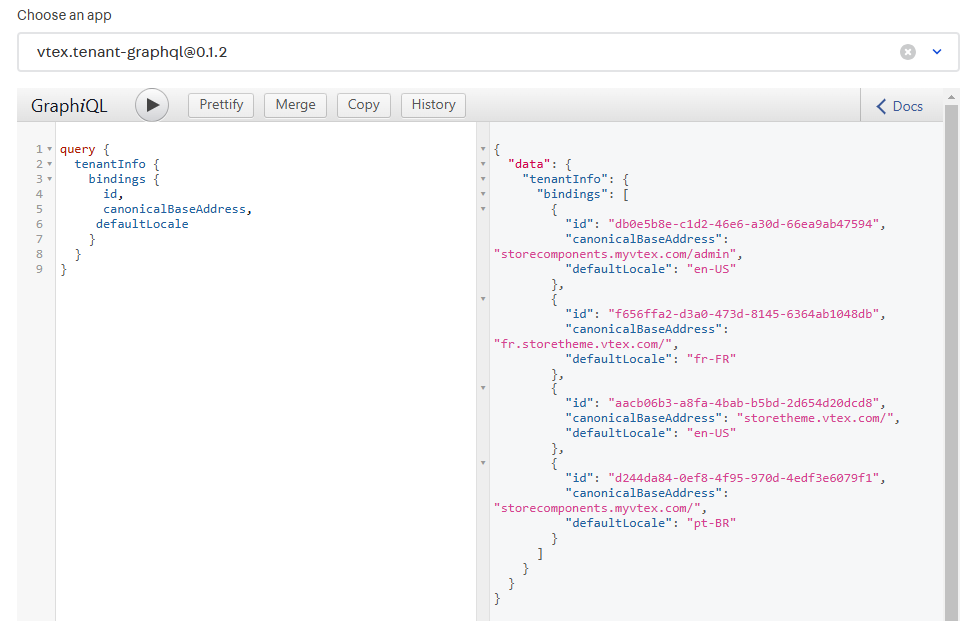 Choose an app
vtex.tenant-graphql@0.1.2
GraphiQL
Prettify
Merge
Copy
History
Docs
1 query {
2 tenantInfo {
3 bindings {
4 id,
5 canonicalBaseAddress,
6 defaultLocale
7 }
8 }
9 }
{
"data": {
"tenantInfo": {
"bindings": [
{
"id": "db0e5b8e-c1d2-46e6-a30d-66ea9ab47594",
"canonicalBaseAddress":
"storecomponents.myvtex.com/admin",
"defaultLocale": "en-US"
},
{
"id": "f656ffa2-d3a0-473d-8145-6364ab1048db",
"canonicalBaseAddress":
"fr.storetheme.vtex.com/",
"defaultLocale": "fr-FR"
},
{
"id": "aacb06b3-a8fa-4bab-b5bd-2d654d20dcd8",
"canonicalBaseAddress": "storetheme.vtex.com/",
"defaultLocale": "en-US"
},
{
"id": "d244da84-0ef8-4f95-970d-4edf3e6079f1",
"canonicalBaseAddress":
"storecomponents.myvtex.com/",
"defaultLocale": "pt-BR"
}
]
}
}
}